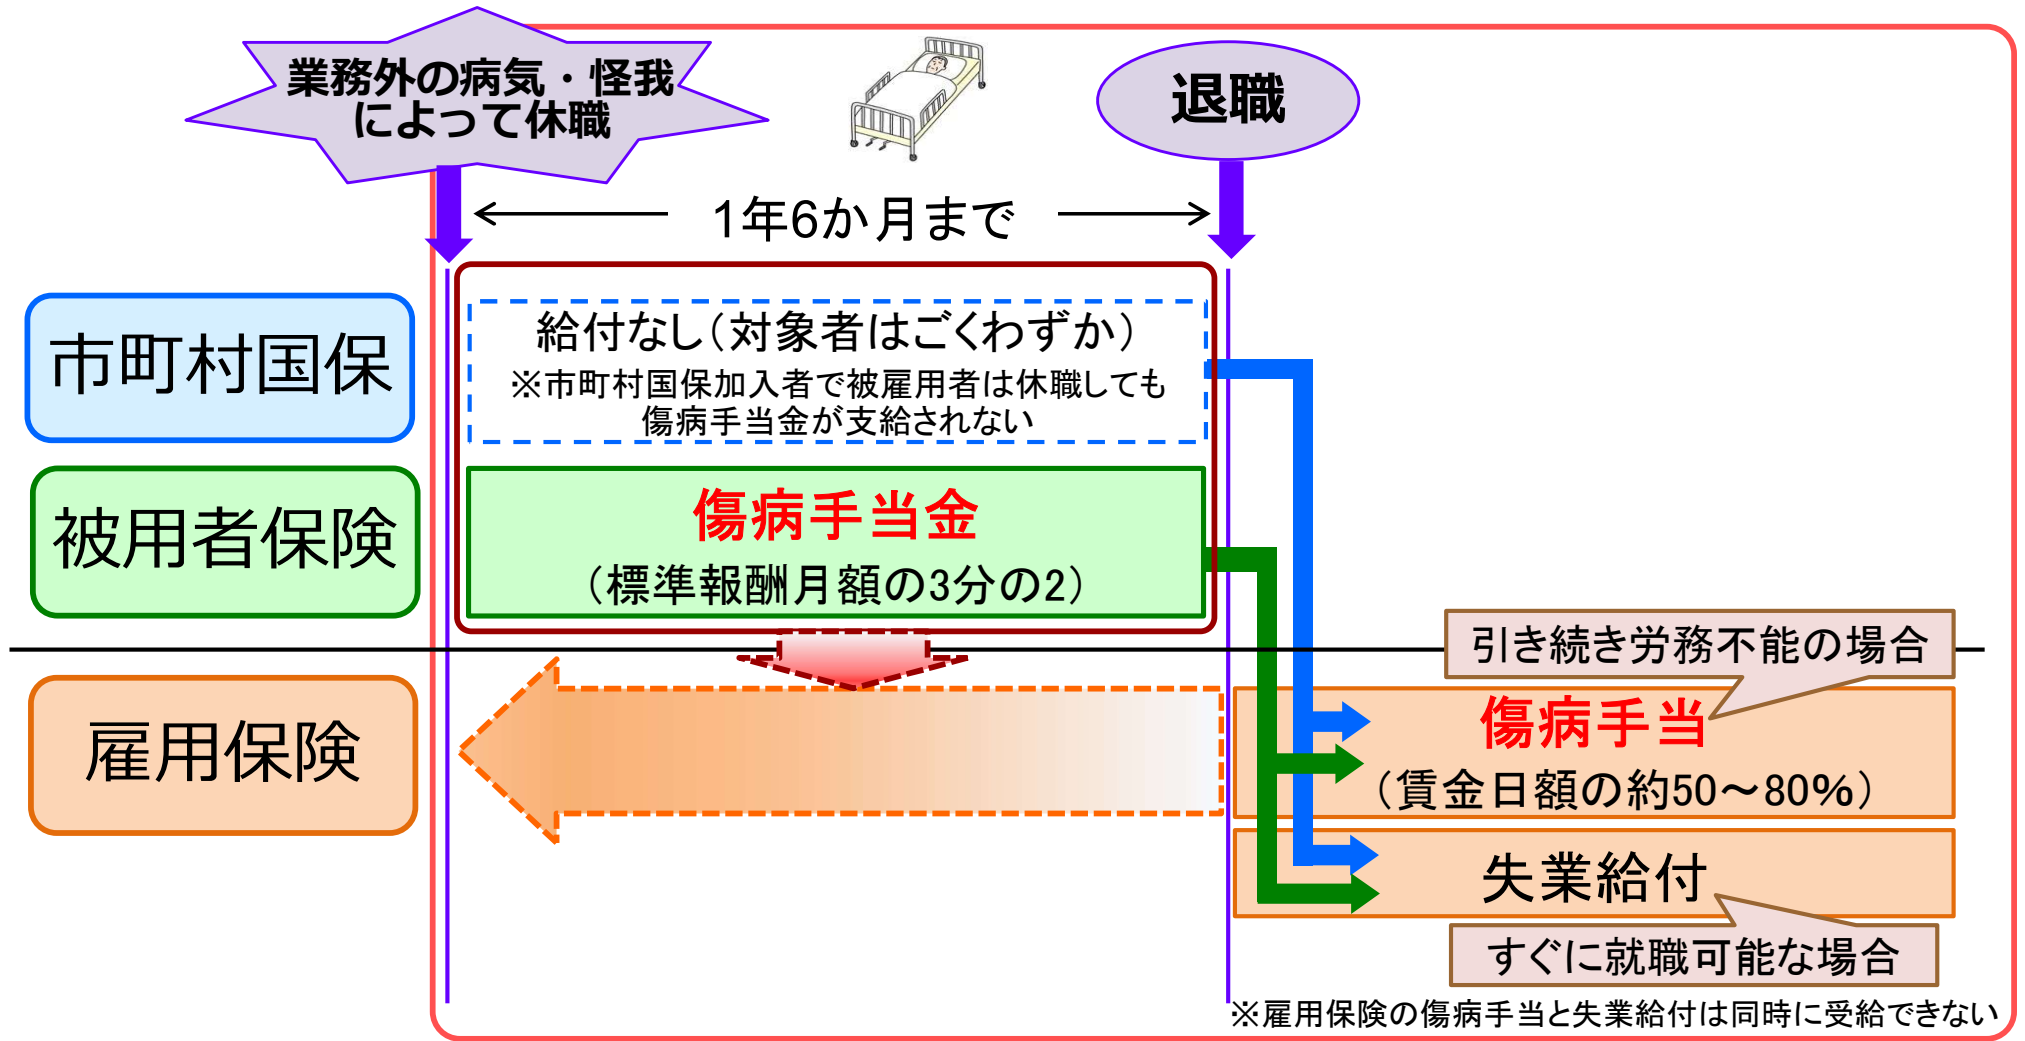 業務外の病気・怪我
によって休職
退職
1年6か月まで
市町村国保
給付なし（対象者はごくわずか）
※市町村国保加入者で被雇用者は休職しても
傷病手当金が支給されない
被用者保険
傷病手当金
（標準報酬月額の3分の2）
引き続き労務不能の場合
雇用保険
傷病手当
（賃金日額の約50～80%）
失業給付
すぐに就職可能な場合
※雇用保険の傷病手当と失業給付は同時に受給できない